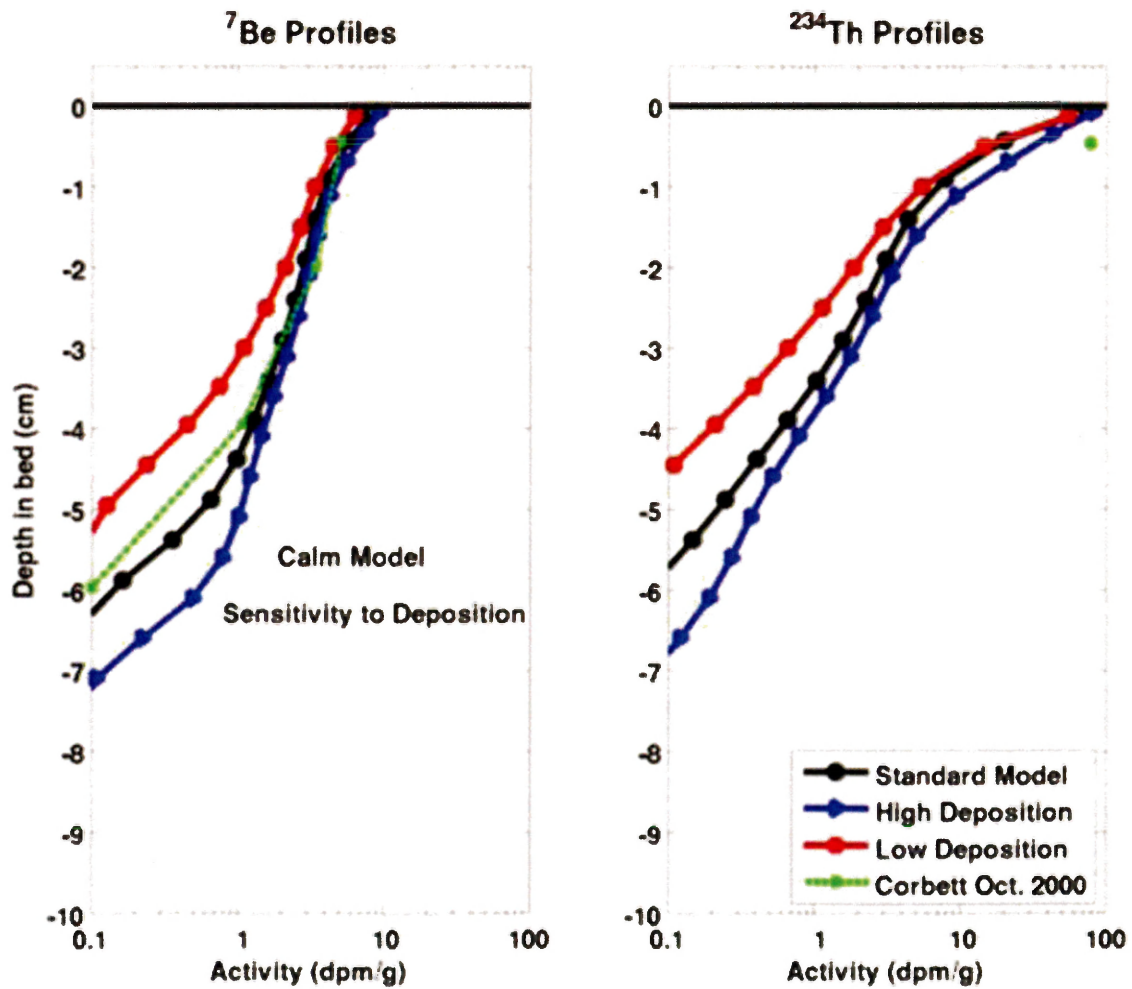 ⁷Be Profiles
²³⁴Th Profiles
Depth in bed (cm)
0
-1
-2
-3
-4
-5
-6
-7
-8
-9
-10
0.1 1 10 100
Activity (dpm/g)
Calm Model
Sensitivity to Deposition
0
-1
-2
-3
-4
-5
-6
-7
-8
-9
-10
0.1 1 10 100
Activity (dpm/g)
Standard Model
High Deposition
Low Deposition
Corbett Oct. 2000